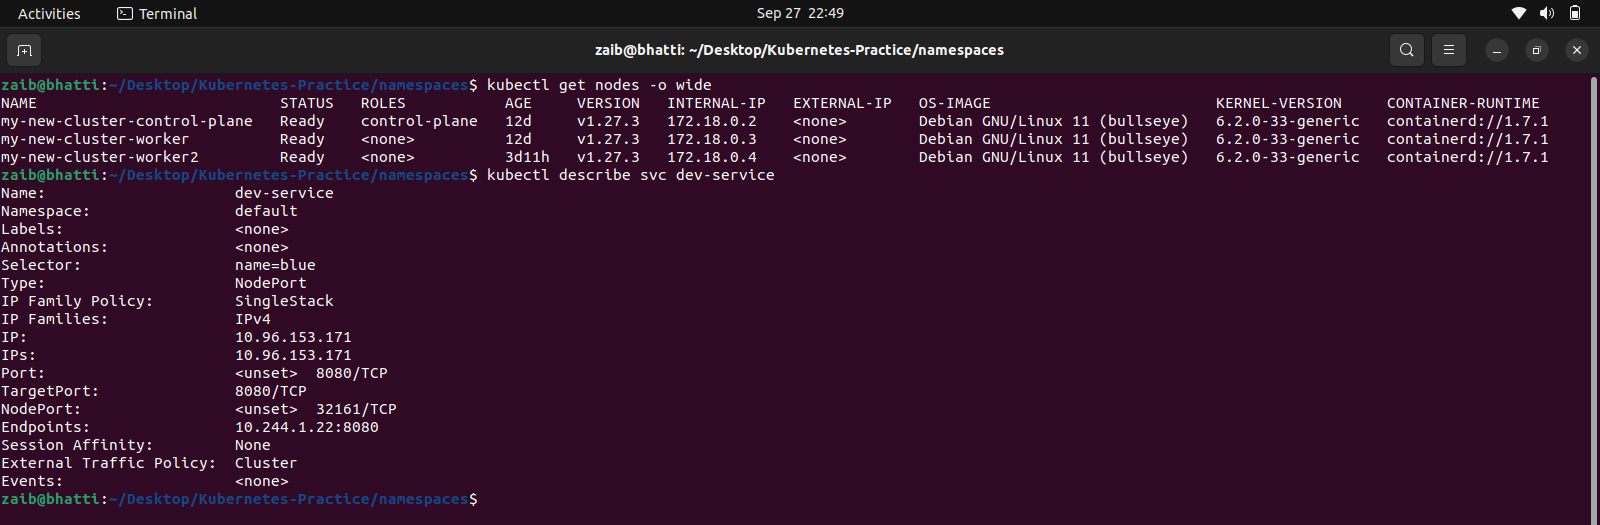 Activities Terminal Sep 27 22:49
zaib@bhatti: ~/Desktop/Kubernetes-Practice/namespaces
zaib@bhatti:~/Desktop/Kubernetes-Practice/namespaces$ kubectl get nodes -o wide
NAME STATUS ROLES AGE VERSION INTERNAL-IP EXTERNAL-IP OS-IMAGE KERNEL-VERSION CONTAINER-RUNTIME
my-new-cluster-control-plane Ready control-plane 12d v1.27.3 172.18.0.2 <none> Debian GNU/Linux 11 (bullseye) 6.2.0-33-generic containerd://1.7.1
my-new-cluster-worker Ready <none> 12d v1.27.3 172.18.0.3 <none> Debian GNU/Linux 11 (bullseye) 6.2.0-33-generic containerd://1.7.1
my-new-cluster-worker2 Ready <none> 3d11h v1.27.3 172.18.0.4 <none> Debian GNU/Linux 11 (bullseye) 6.2.0-33-generic containerd://1.7.1
zaib@bhatti:~/Desktop/Kubernetes-Practice/namespaces$ kubectl describe svc dev-service
Name: dev-service
Namespace: default
Labels: <none>
Annotations: <none>
Selector: name=blue
Type: NodePort
IP Family Policy: SingleStack
IP Families: IPv4
IP: 10.96.153.171
IPs: 10.96.153.171
Port: <unset> 8080/TCP
TargetPort: 8080/TCP
NodePort: <unset> 32161/TCP
Endpoints: 10.244.1.22:8080
Session Affinity: None
External Traffic Policy: Cluster
Events: <none>
zaib@bhatti:~/Desktop/Kubernetes-Practice/namespaces$